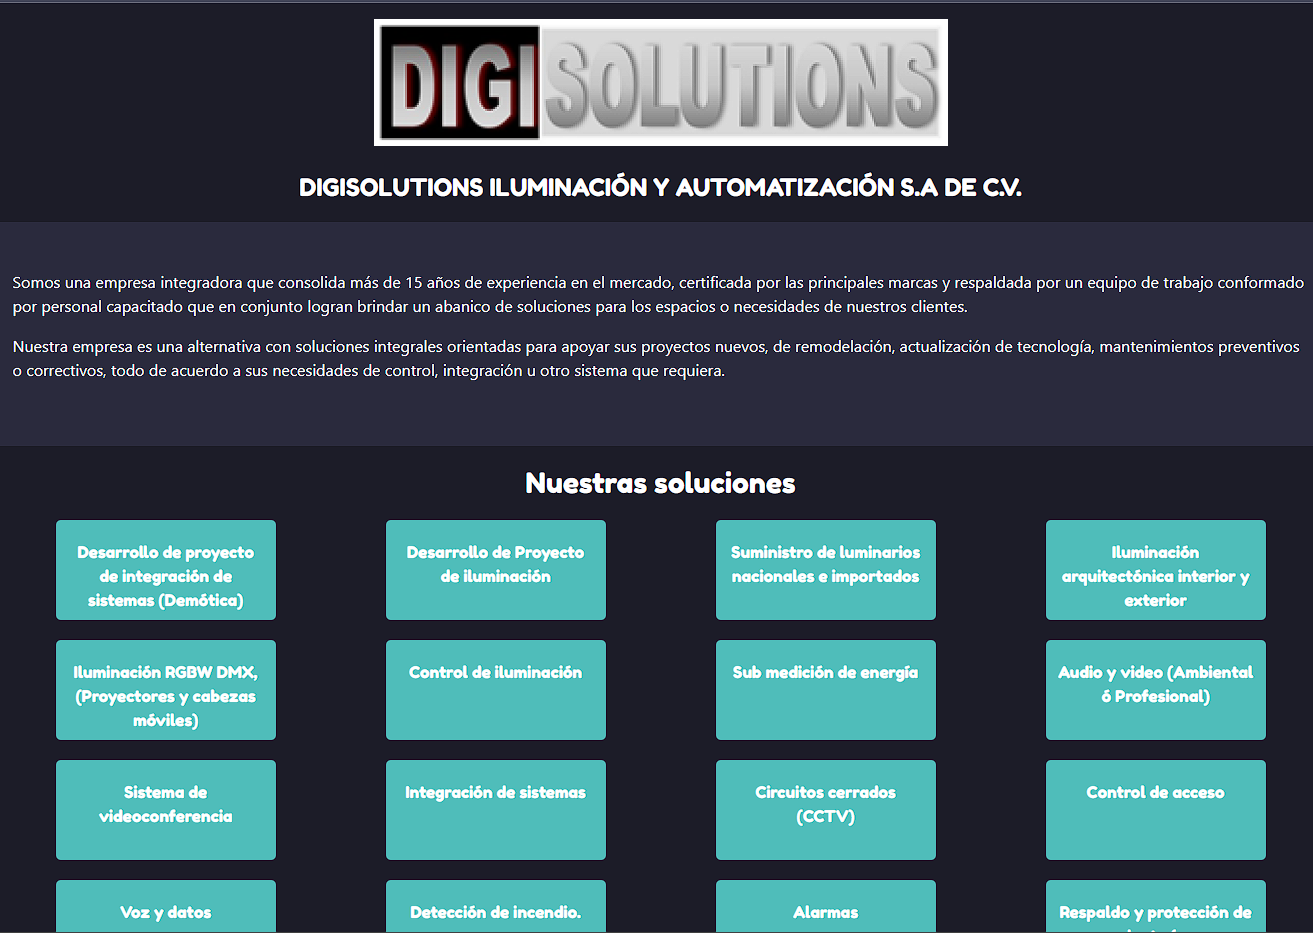 DIGISOLUTIONS
DIGISOLUTIONS ILUMINACIÓN Y AUTOMATIZACIÓN S.A DE C.V.
Somos una empresa integradora que consolida más de 15 años de experiencia en el mercado, certificada por las principales marcas y respaldada por un equipo de trabajo conformado
por personal capacitado que en conjunto logran brindar un abanico de soluciones para los espacios o necesidades de nuestros clientes.
Nuestra empresa es una alternativa con soluciones integrales orientadas para apoyar sus proyectos nuevos, de remodelación, actualización de tecnología, mantenimientos preventivos
o correctivos, todo de acuerdo a sus necesidades de control, integración u otro sistema que requiera.
Nuestras soluciones
Desarrollo de proyecto
de integración de
sistemas (Demótica)
Desarrollo de Proyecto
de iluminación
Suministro de luminarios
nacionales e importados
Iluminación
arquitectónica interior y
exterior
Iluminación RGBW DMX,
(Proyectores y cabezas
móviles)
Control de iluminación
Sub medición de energía
Audio y video (Ambiental
ó Profesional)
Sistema de
videoconferencia
Integración de sistemas
Circuitos cerrados
(CCTV)
Control de acceso
Voz y datos
Detección de incendio.
Alarmas
Respaldo y protección de